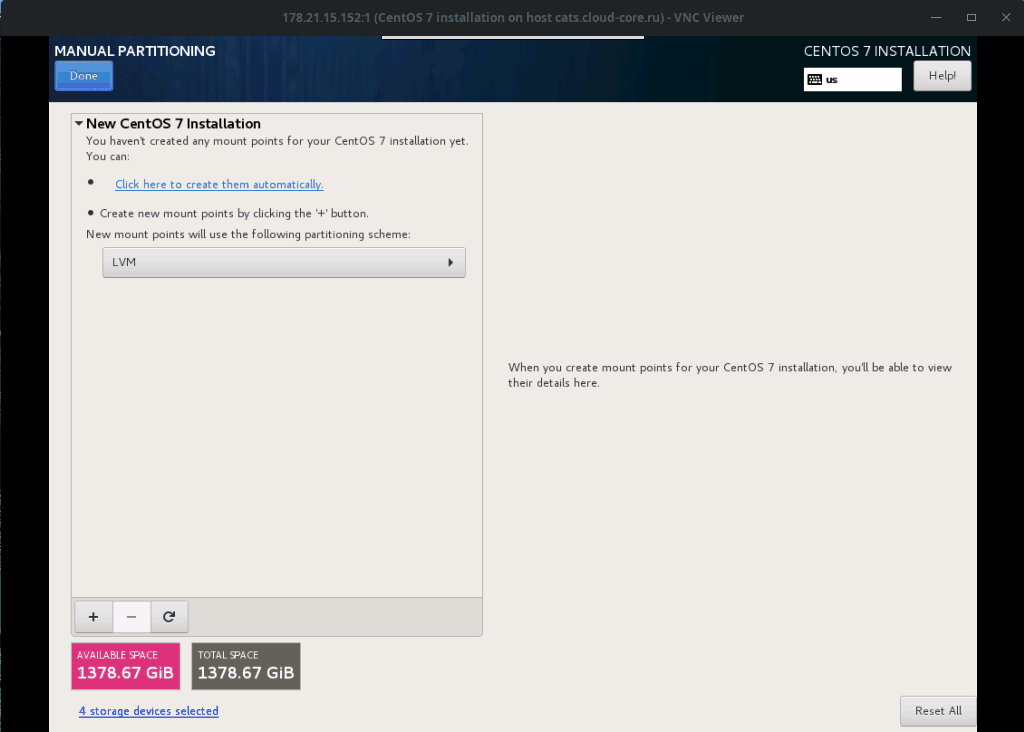 178.21.15.152:1 (CentOS 7 installation on host cats.cloud-core.ru) - VNC Viewer
MANUAL PARTITIONING
CENTOS 7 INSTALLATION
Done
us
Help!
New CentOS 7 Installation
You haven't created any mount points for your CentOS 7 installation yet.
You can:
Click here to create them automatically.
Create new mount points by clicking the '+' button.
New mount points will use the following partitioning scheme:
LVM
When you create mount points for your CentOS 7 installation, you'll be able to view
their details here.
+ −
AVAILABLE SPACE
1378.67 GiB
TOTAL SPACE
1378.67 GiB
4 storage devices selected
Reset All